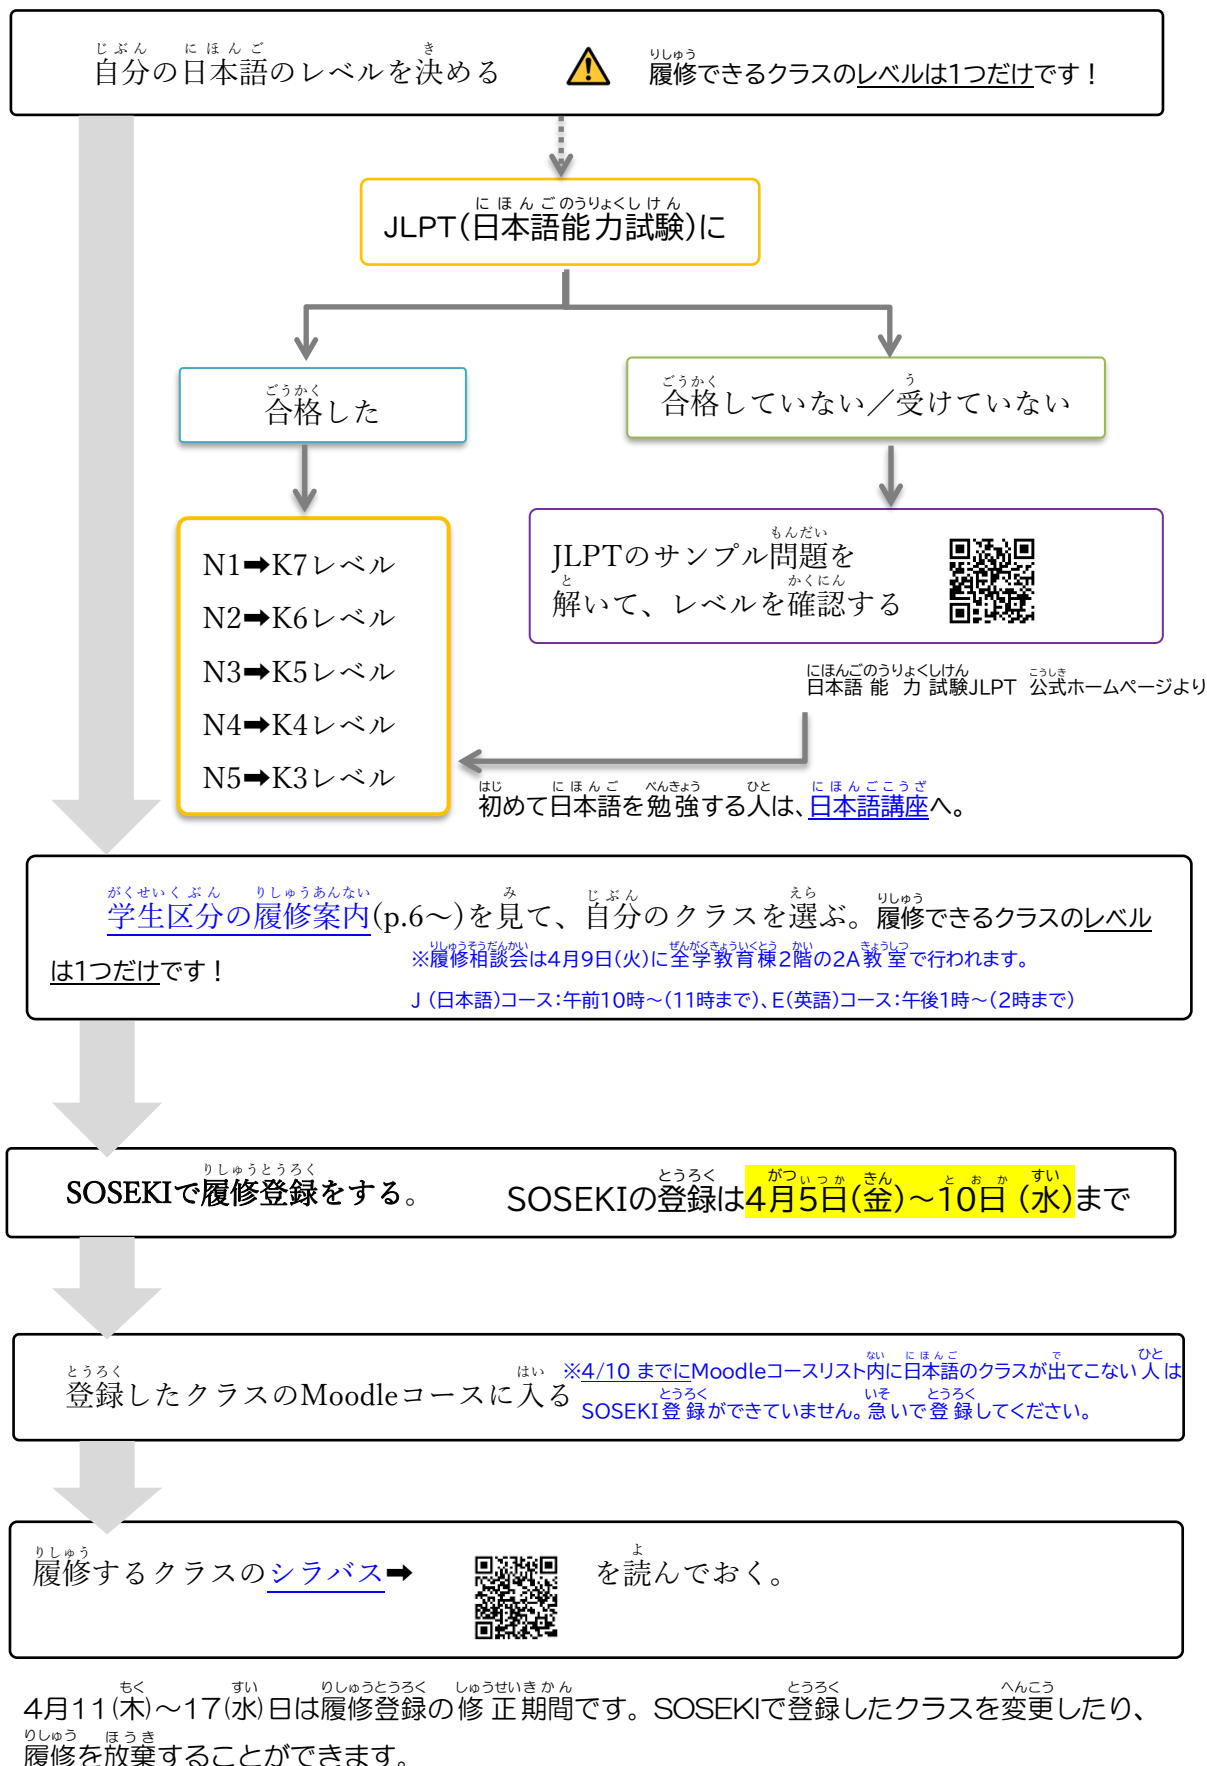 じぶん にほんご き
自分の日本語のレベルを決める
りしゅう
履修できるクラスのレベルは1つだけです！
にほんごのうりょくしけん
JLPT(日本語能力試験)に
ごうかく
合格した
ごうかく う
合格していない／受けていない
N1➡K7レベル
N2➡K6レベル
N3➡K5レベル
N4➡K4レベル
N5➡K3レベル
もんだい
JLPTのサンプル問題を
と かくにん
解いて、レベルを確認する
にほんごのうりょくしけん こうしき
日本語能力試験JLPT 公式ホームページより
はじ にほんご べんきょう ひと にほんごこうざ
初めて日本語を勉強する人は、日本語講座へ。
がくせいくぶん りしゅうあんない み じぶん えら りしゅう
学生区分の履修案内(p.6～)を見て、自分のクラスを選ぶ。履修できるクラスのレベル
は1つだけです！
りしゅうそうだんかい ぜんがくきょういくとう かい きょうしつ
※履修相談会は4月9日(火)に全学教育棟2階の2A教室で行われます。
J (日本語)コース：午前10時～(11時まで)、E(英語)コース：午後1時～(2時まで)
りしゅうとうろく
SOSEKIで履修登録をする。
とうろく がついつか きん とおか すい
SOSEKIの登録は4月5日(金)～10日 (水)まで
とうろく はい
登録したクラスのMoodleコースに入る
ない にほんご で ひと
※4/10 までにMoodleコースリスト内に日本語のクラスが出てこない人は
とうろく いそ とうろく
SOSEKI登録ができていません。急いで登録してください。
りしゅう よ
履修するクラスのシラバス➡ を読んでおく。
もく すい りしゅうとうろく しゅうせいきかん とうろく へんこう
4月11(木)～17(水)日は履修登録の修正期間です。SOSEKIで登録したクラスを変更したり、
りしゅう ほうき
履修を放棄することができます。